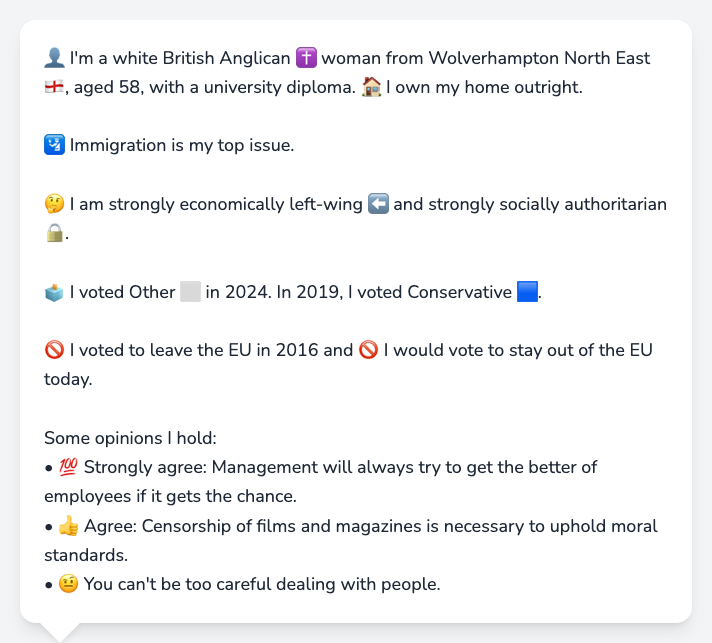 👤 I'm a white British Anglican ✝️ woman from Wolverhampton North East
🏴󠁧󠁢󠁥󠁮󠁧󠁿, aged 58, with a university diploma. 🏠 I own my home outright.
🛂 Immigration is my top issue.
🤔 I am strongly economically left-wing ⬅️ and strongly socially authoritarian
🔒.
🗳️ I voted Other ⬜ in 2024. In 2019, I voted Conservative 🟦.
🚫 I voted to leave the EU in 2016 and 🚫 I would vote to stay out of the EU
today.
Some opinions I hold:
• 💯 Strongly agree: Management will always try to get the better of
employees if it gets the chance.
• 👍 Agree: Censorship of films and magazines is necessary to uphold moral
standards.
• 🤨 You can't be too careful dealing with people.